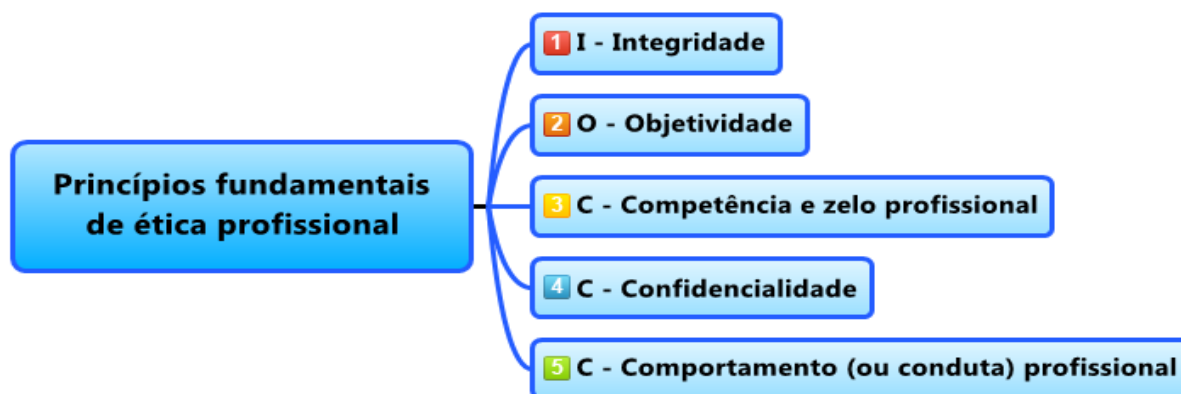 Princípios fundamentais
de ética profissional
1 I - Integridade
2 O - Objetividade
3 C - Competência e zelo profissional
4 C - Confidencialidade
5 C - Comportamento (ou conduta) profissional